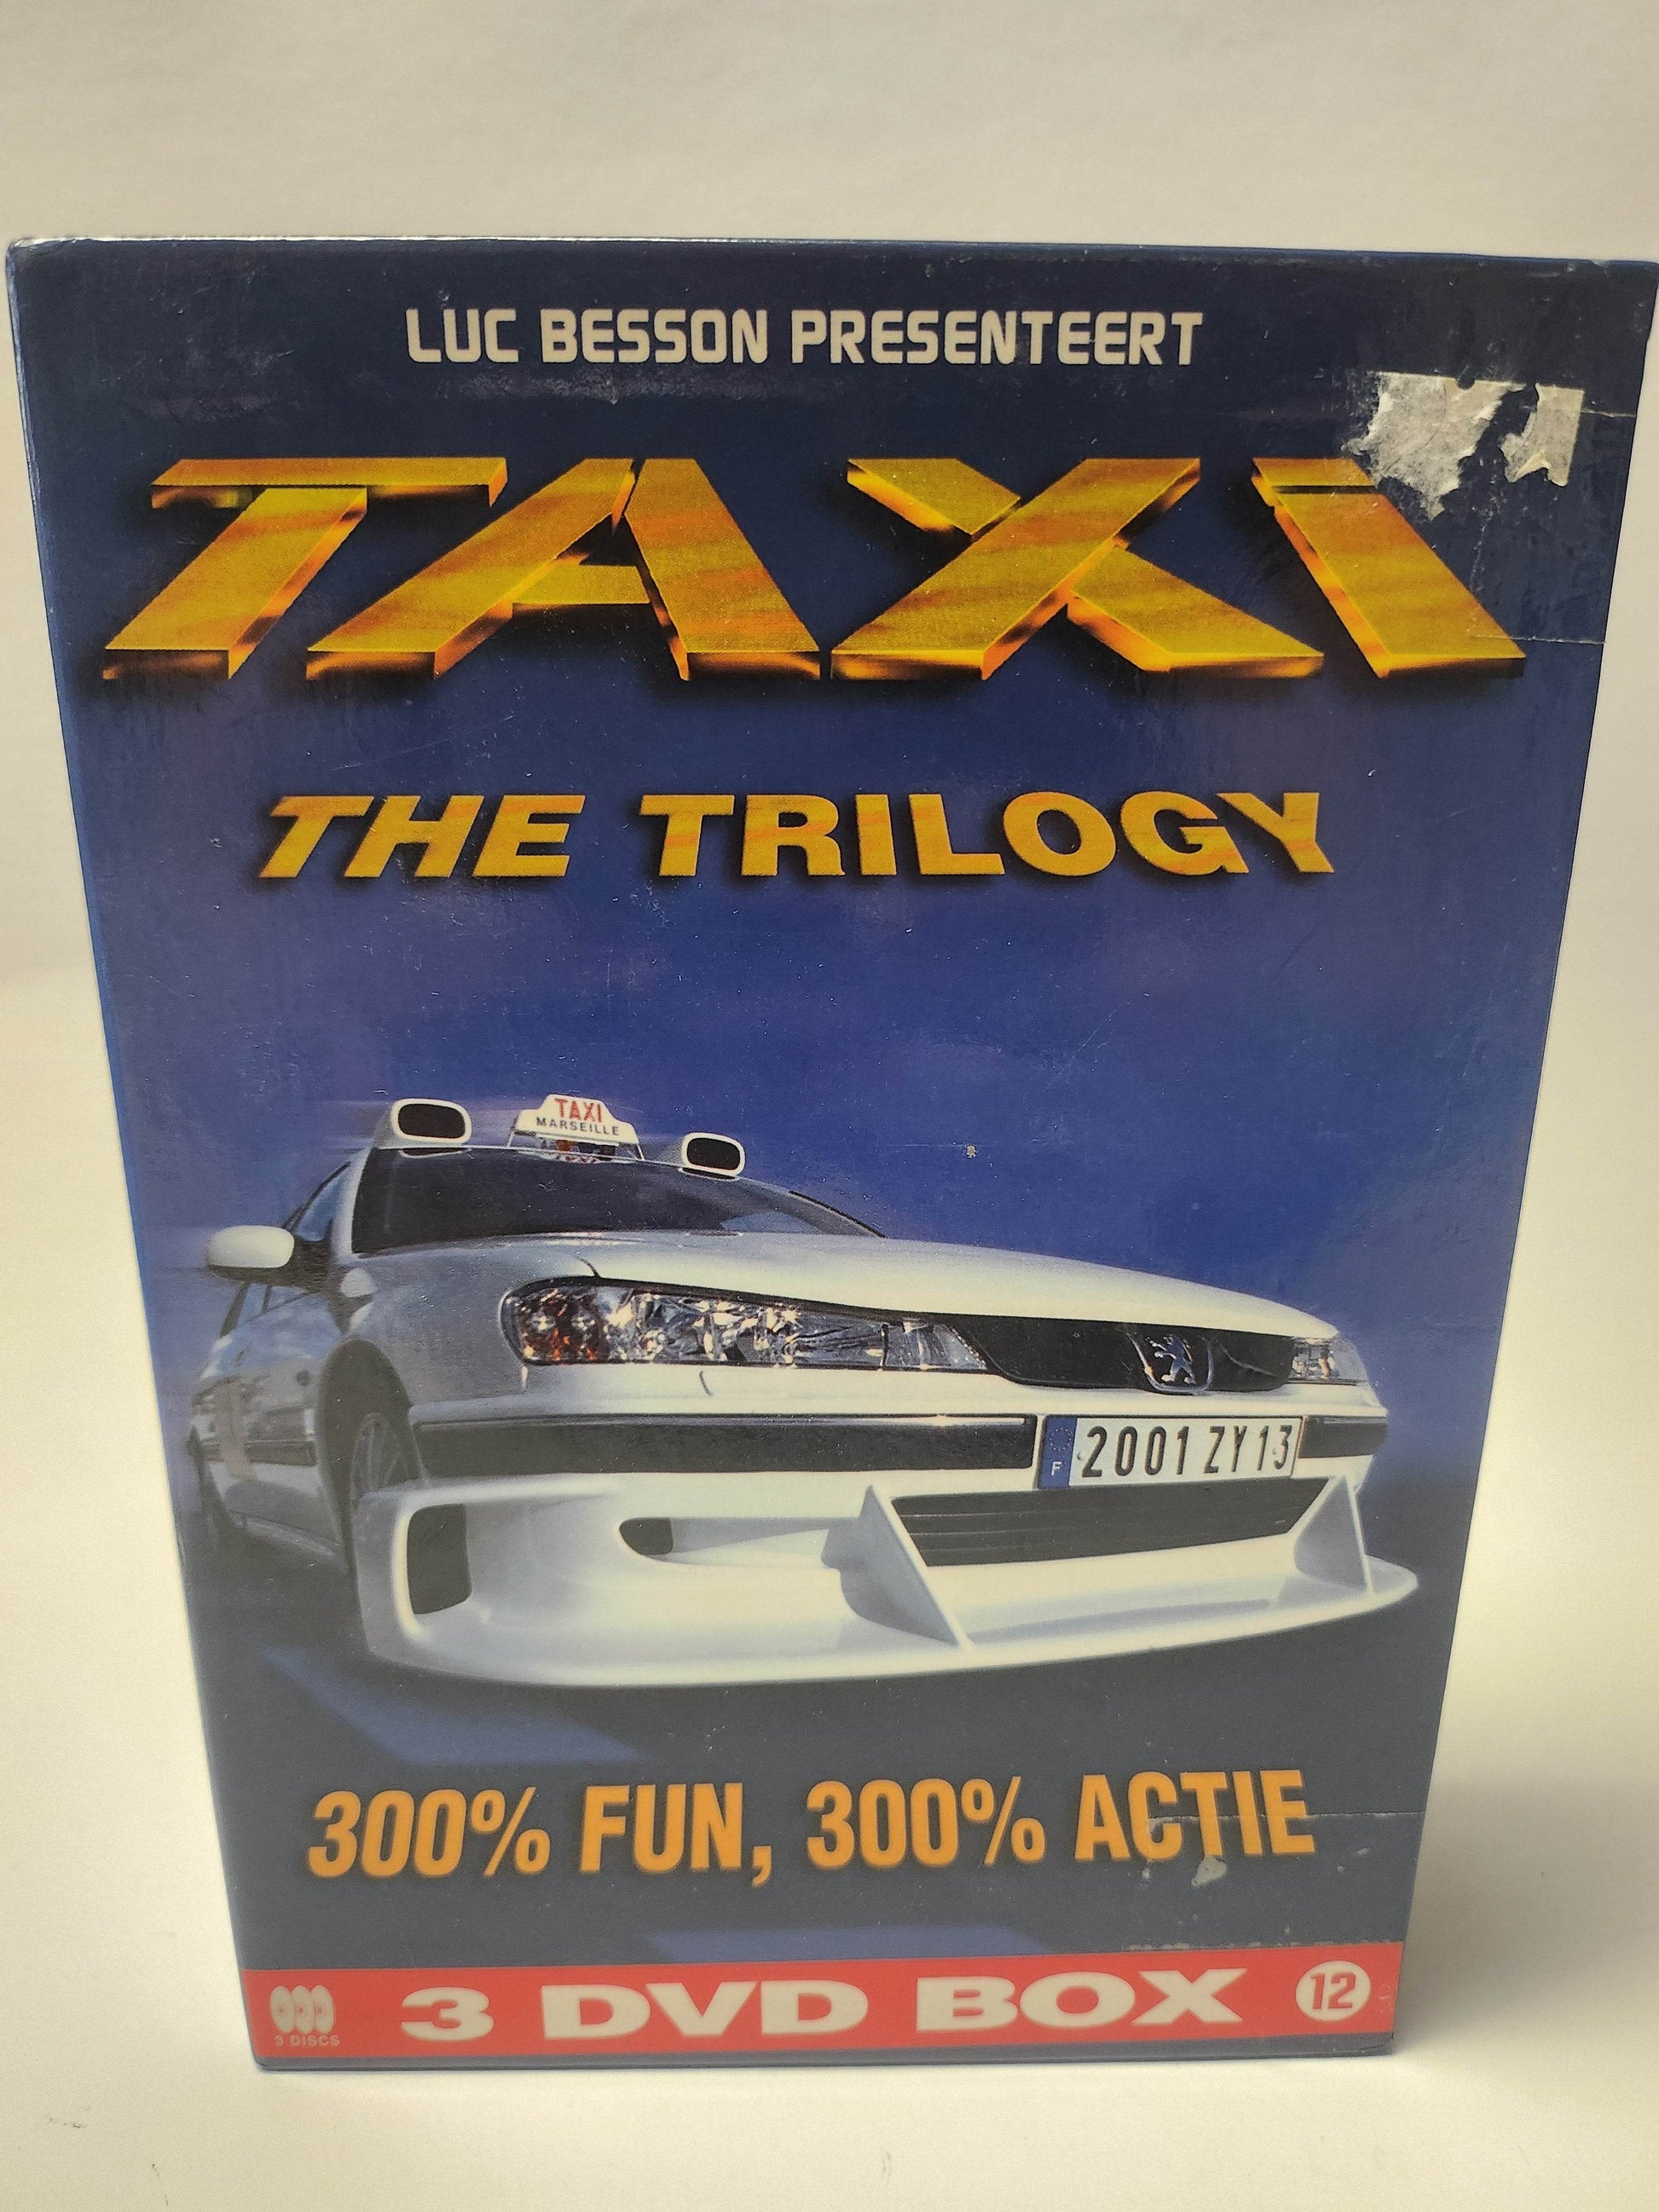 LUC BESSON PRESENTEERT
TAXI
THE TRILOGY
TAXI
MARSEILLE
F 2001 ZY 13
300% FUN, 300% ACTIE
3 DISCS
3 DVD BOX
12